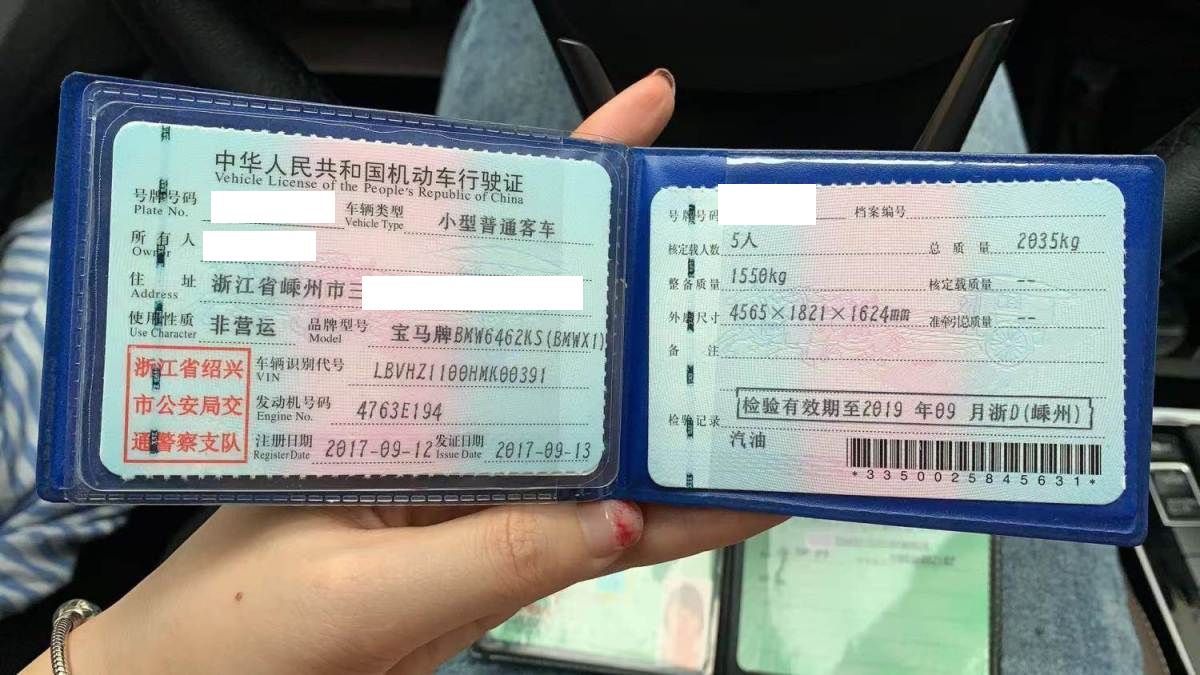 中华人民共和国机动车行驶证
Vehicle License of the People's Republic of China
号牌号码
Plate No.
车辆类型
Vehicle Type
小型普通客车
所有人
Owner
住址
Address
浙江省嵊州市三
使用性质
Use Character
非营运
品牌型号
Model
宝马牌BMW6462KS(BMWX1)
浙江省绍兴
市公安局交
通警察支队
车辆识别代号
VIN
LBVHZ1100HMK00391
发动机号码
Engine No.
4763E194
注册日期
Register Date
2017-09-12
发证日期
Issue Date
2017-09-13
号牌号码
档案编号
核定载人数
5人
总质量
2035kg
整备质量
1550kg
核定载质量
--
外廓尺寸
4565×1821×1624mm
准牵引总质量
--
备注
检验记录
检验有效期至2019 年09 月浙D(嵊州)
汽油
*3350025845631*